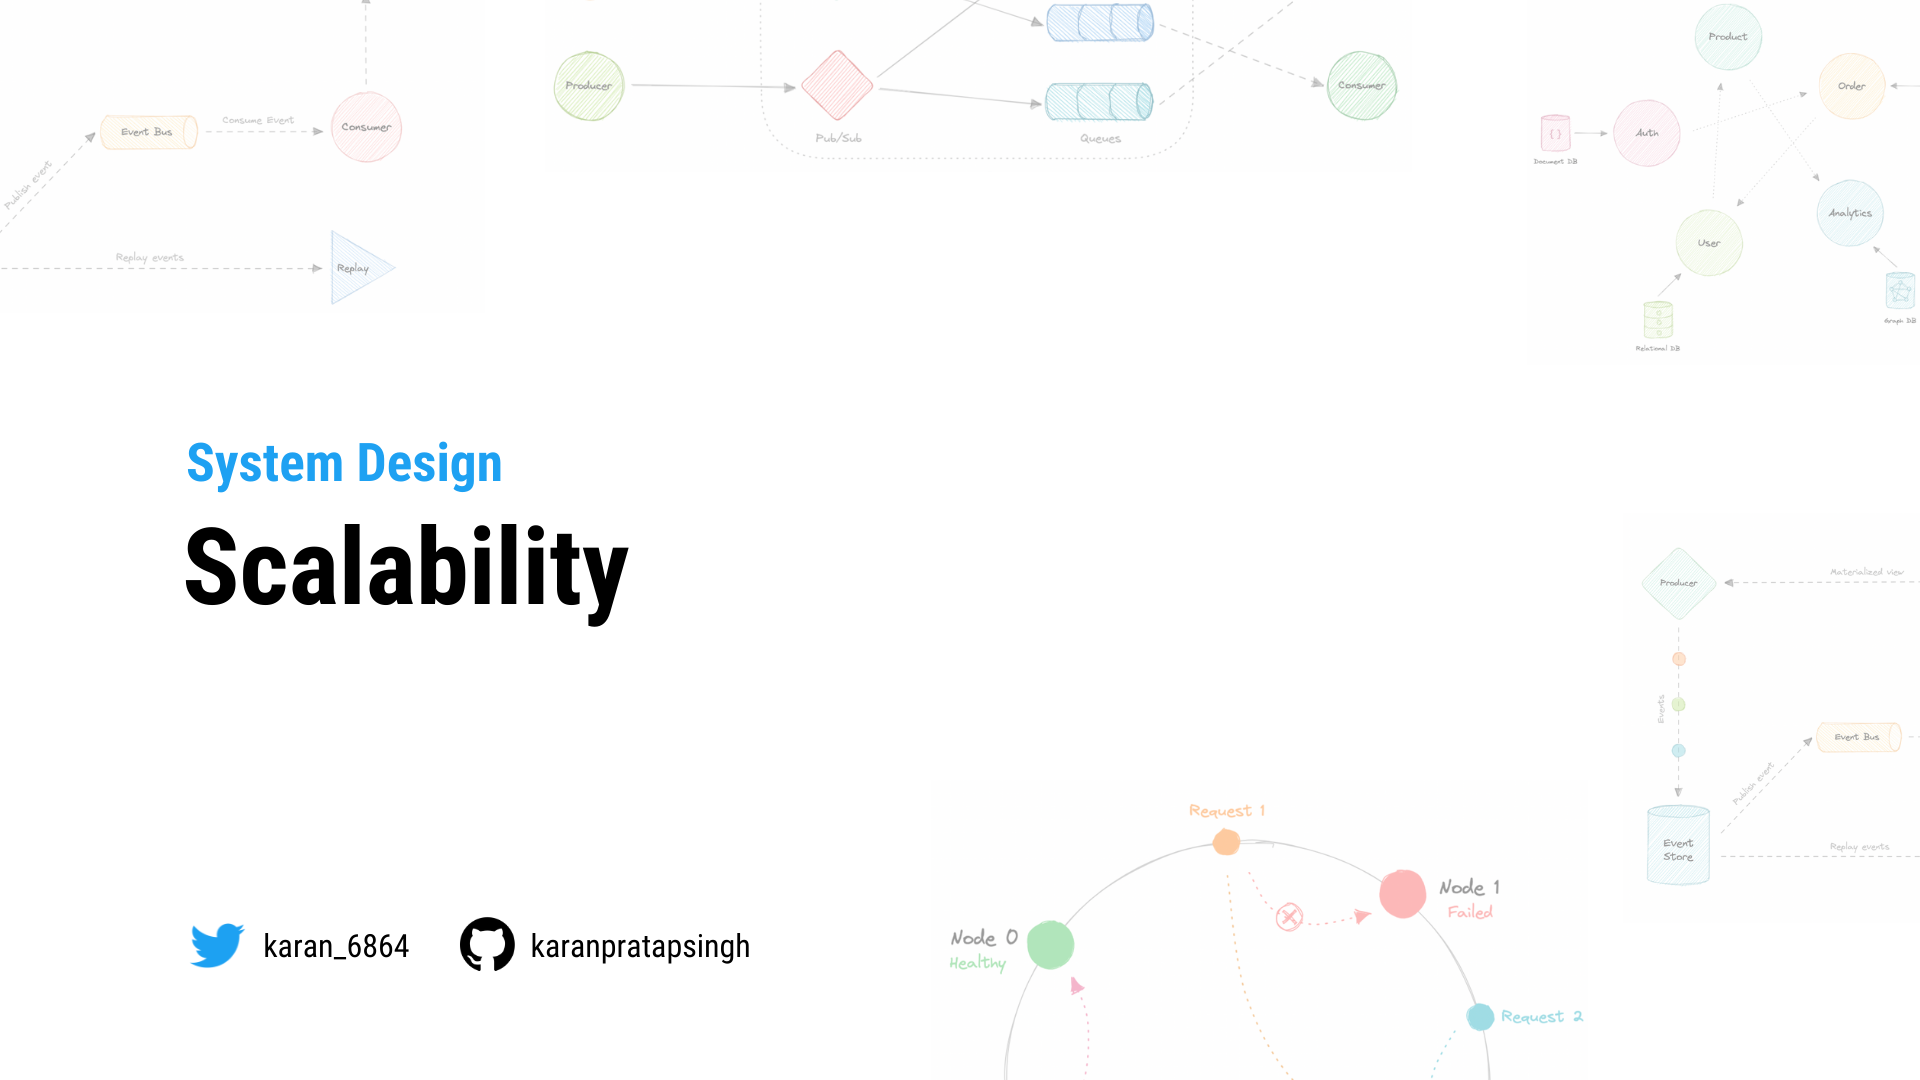 Event Bus
Consume Event
Consumer
Publish event
Replay events
Replay
Producer
Pub/Sub
Queues
Consumer
Product
Order
Document DB
{ }
Auth
Analytics
User
Graph DB
Relational DB
System Design
Scalability
karan_6864
karanpratapsingh
Producer
Materialized view
Events
Event Bus
Publish event
Event
Store
Replay events
Request 1
Node 1
Failed
Node 0
Healthy
Request 2